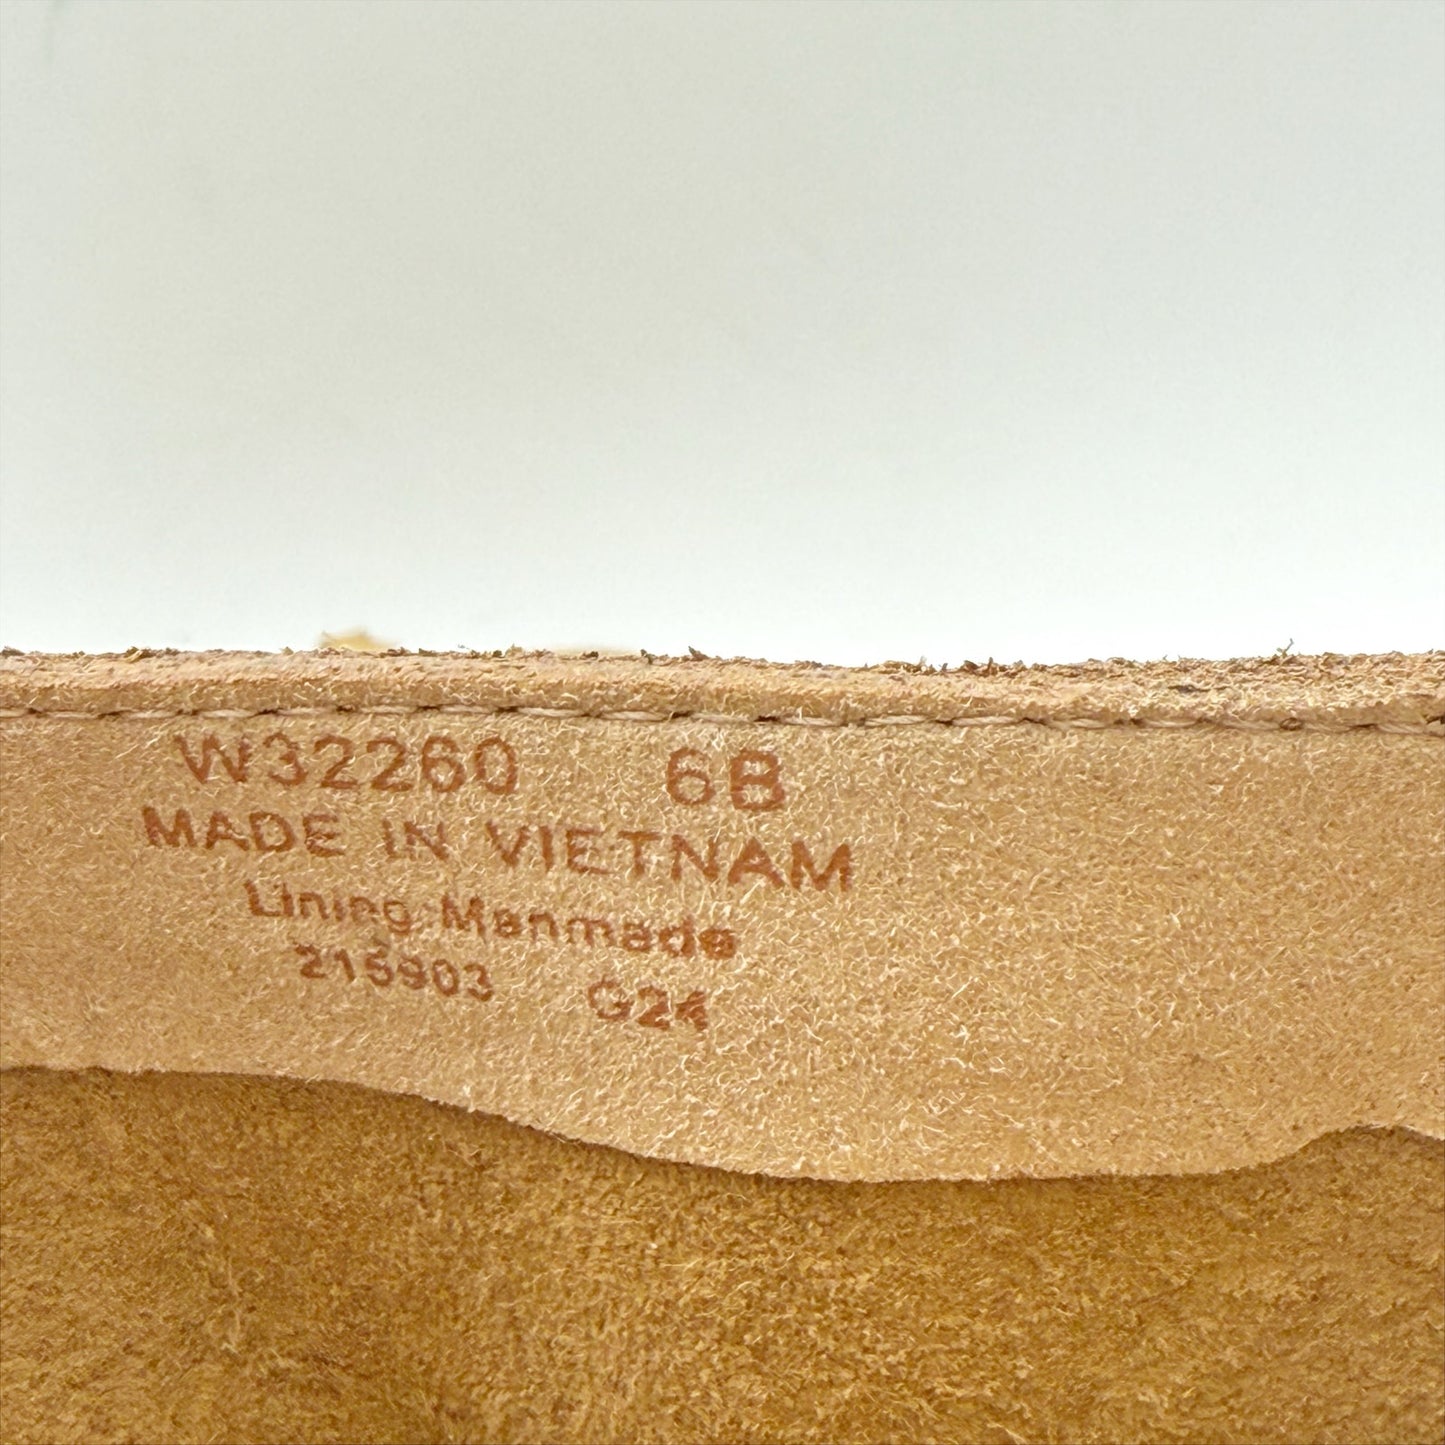 W32260 6B
MADE IN VIETNAM
Lining:Manmade
215903 G24